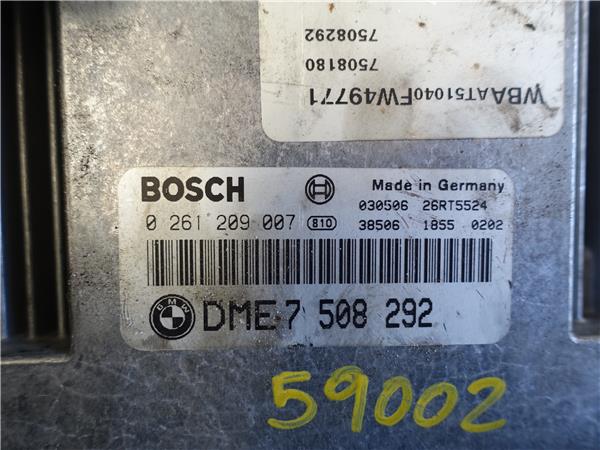 7508292
7508180
WBAAT51040FW49771
BOSCH
Made in Germany
0 261 209 007 810
030506 26RT5524
38506 1855 0202
BMW
DME 7 508 292
59002